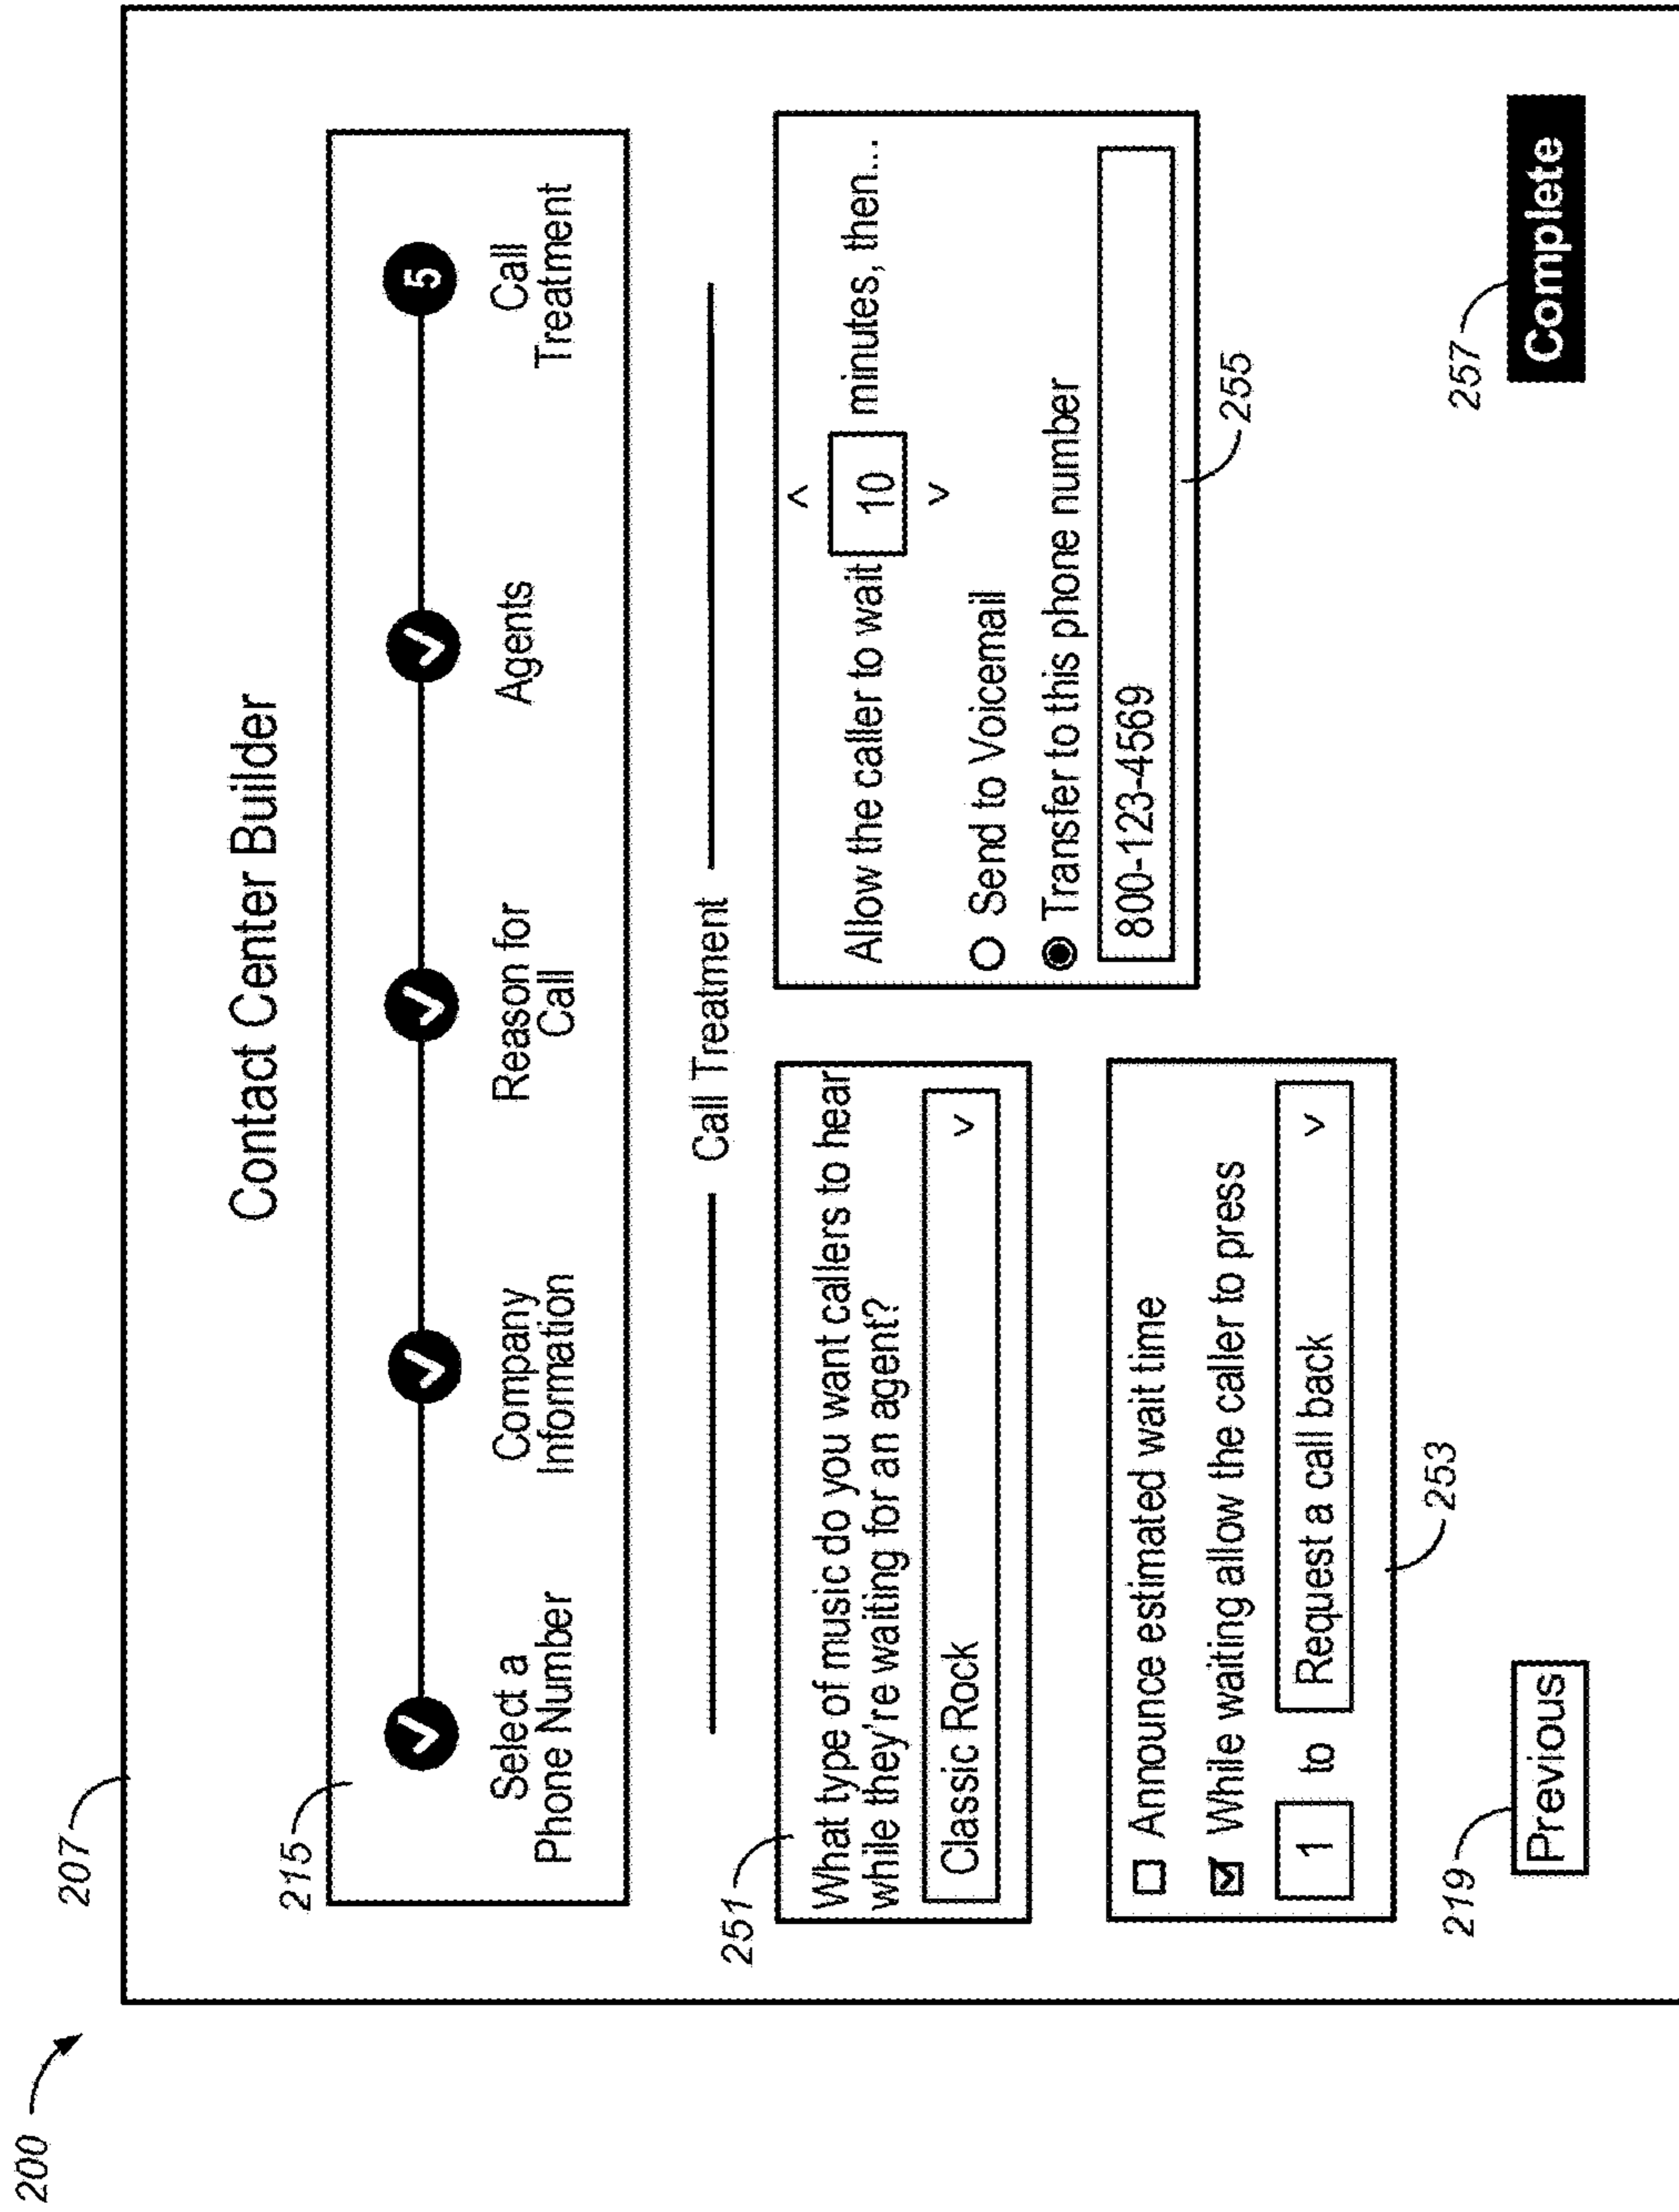 200
207
Contact Center Builder
215
5
Select a
Phone Number
Company
Information
Reason for
Call
Agents
Call
Treatment
Call Treatment
251
What type of music do you want callers to hear
while they're waiting for an agent?
Classic Rock
Announce estimated wait time
While waiting allow the caller to press
1 to Request a call back
253
Allow the caller to wait 10 minutes, then...
Send to Voicemail
Transfer to this phone number
800-123-4569
255
219
Previous
257
Complete